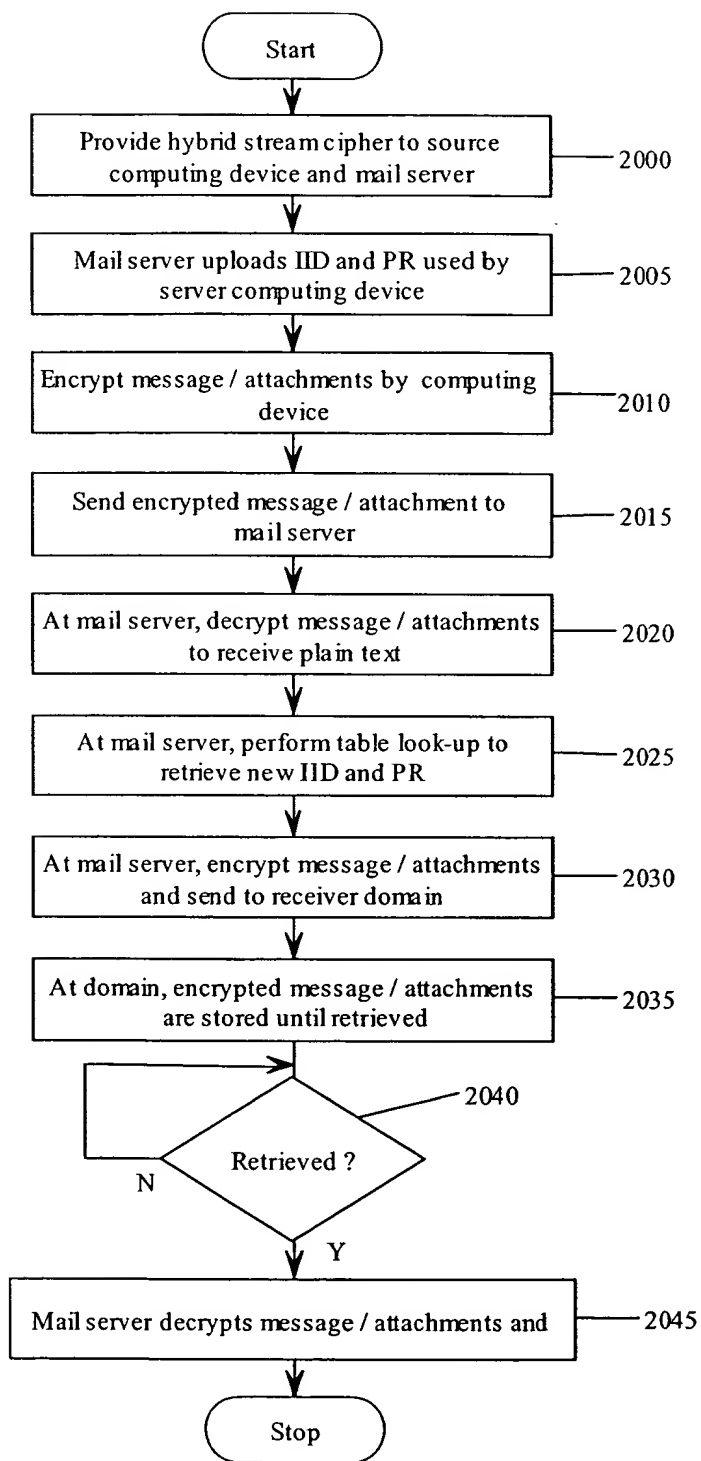 Start
Provide hybrid stream cipher to source
computing device and mail server
2000
Mail server uploads IID and PR used by
server computing device
2005
Encrypt message / attachments by computing
device
2010
Send encrypted message / attachment to
mail server
2015
At mail server, decrypt message / attachments
to receive plain text
2020
At mail server, perform table look-up to
retrieve new IID and PR
2025
At mail server, encrypt message / attachments
and send to receiver domain
2030
At domain, encrypted message / attachments
are stored until retrieved
2035
2040
Retrieved ?
N
Y
Mail server decrypts message / attachments and
2045
Stop